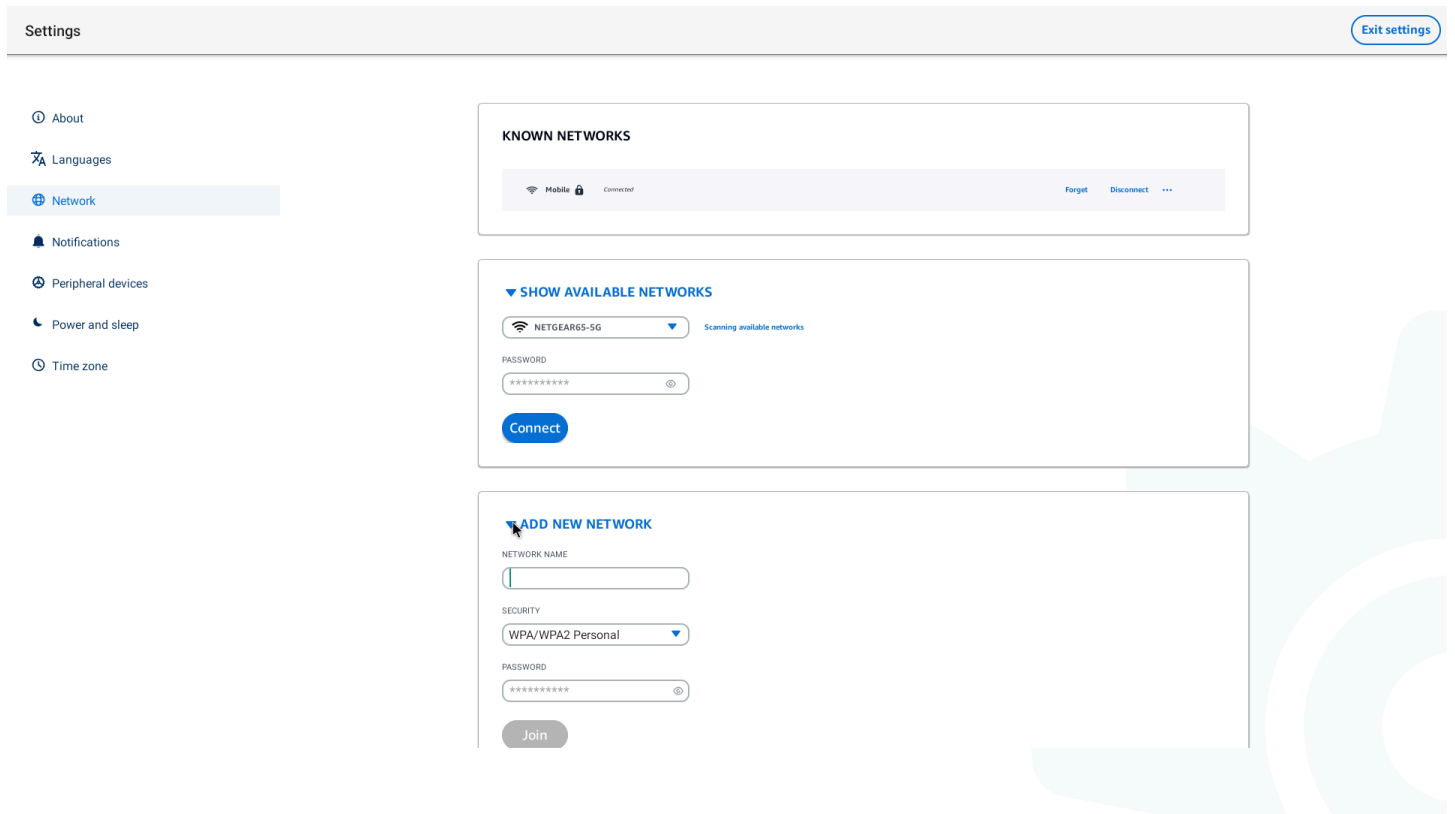 Settings
Exit settings
About
Languages
Network
Notifications
Peripheral devices
Power and sleep
Time zone
KNOWN NETWORKS
Mobile Connected Forget Disconnect ...
SHOW AVAILABLE NETWORKS
NETGEAR65-5G Scanning available networks
PASSWORD
**********
Connect
ADD NEW NETWORK
NETWORK NAME
SECURITY
WPA/WPA2 Personal
PASSWORD
**********
Join